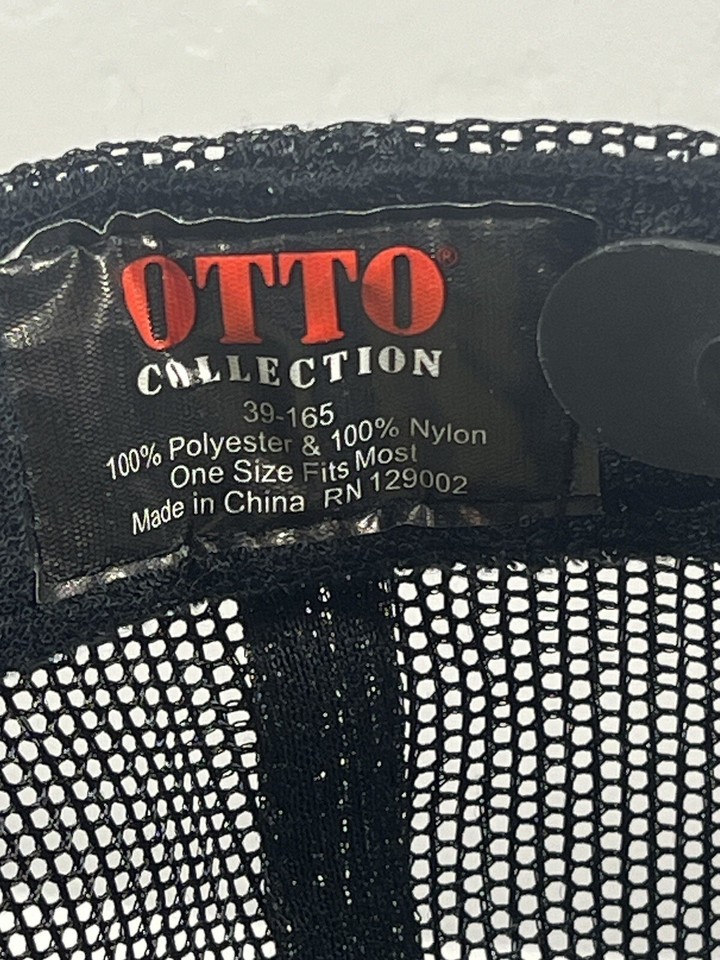 OTTO®
COLLECTION
39-165
100% Polyester & 100% Nylon
One Size Fits Most
Made in China RN 129002